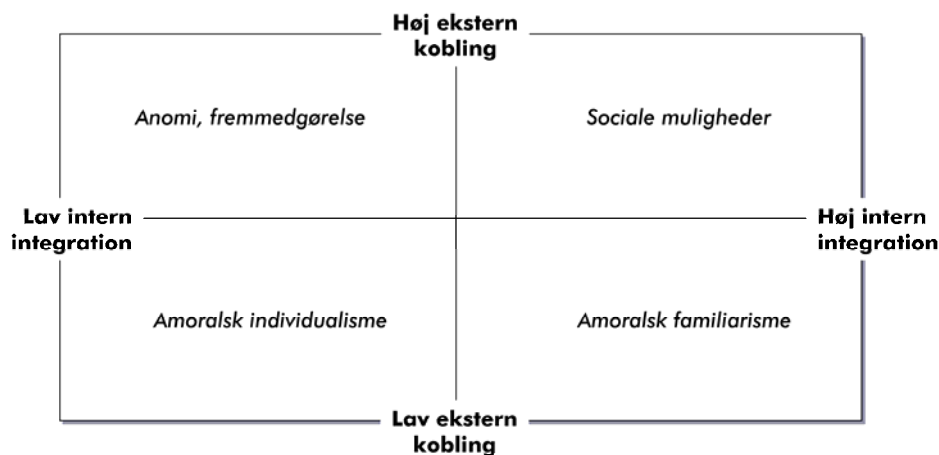 Høj ekstern
kobling
Anomi, fremmedgørelse
Sociale muligheder
Lav intern
integration
Høj intern
integration
Amoralsk individualisme
Amoralsk familiarisme
Lav ekstern
kobling